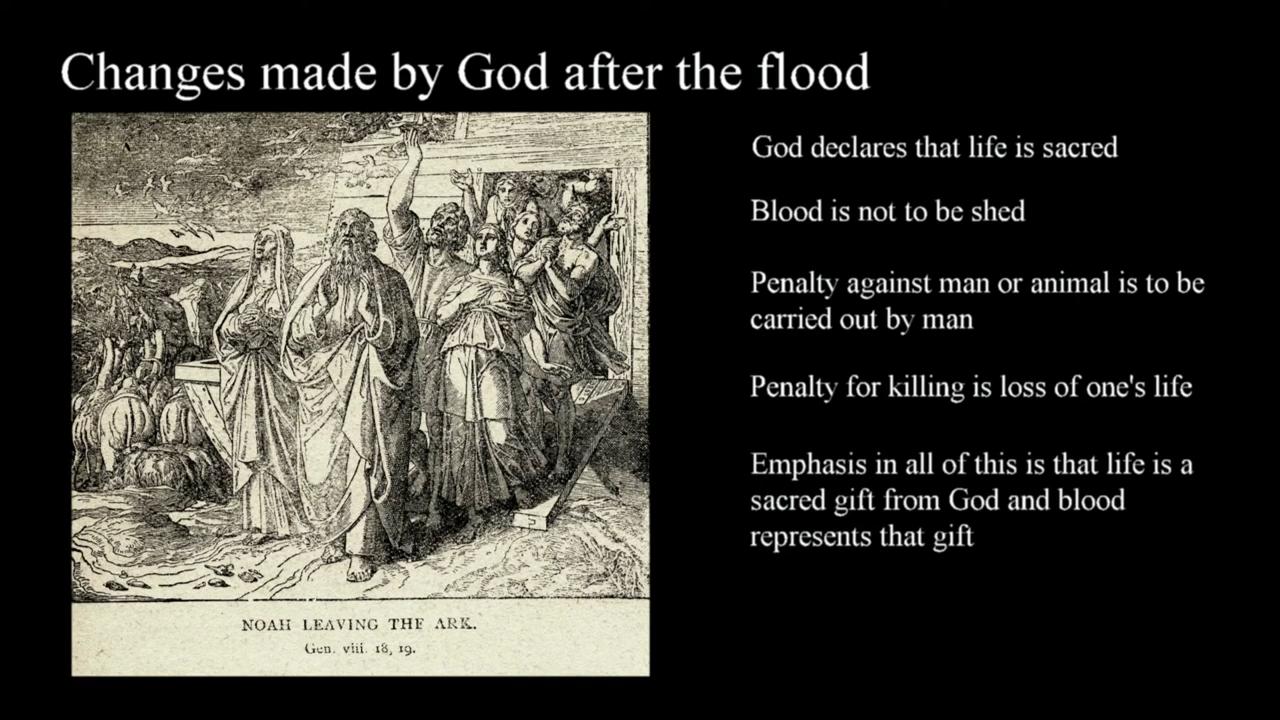 Changes made by God after the flood
God declares that life is sacred
Blood is not to be shed
Penalty against man or animal is to be
carried out by man
Penalty for killing is loss of one's life
Emphasis in all of this is that life is a
sacred gift from God and blood
represents that gift
NOAH LEAVING THE ARK.
Gen. viii. 18, 19.